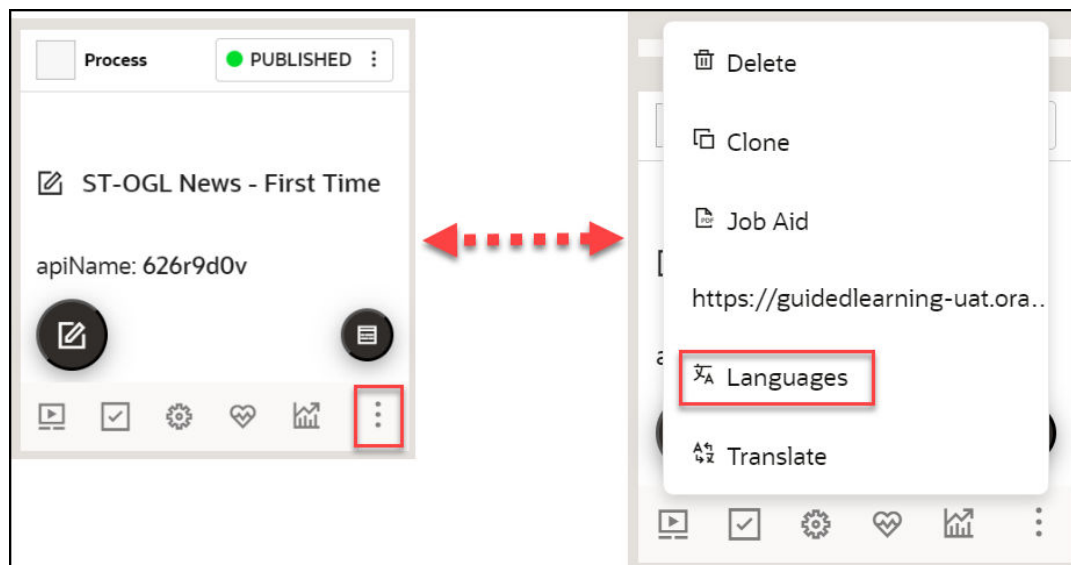 Process
PUBLISHED
ST-OGL News - First Time
apiName: 626r9d0v
Delete
Clone
Job Aid
https://guidedlearning-uat.ora..
Languages
Translate